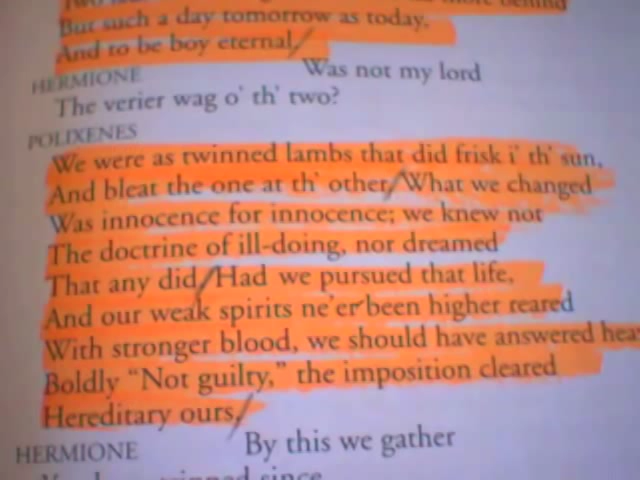 more behind
But such a day tomorrow as today,
And to be boy eternal.
HERMIONE Was not my lord
The verier wag o' th' two?
POLIXENES
We were as twinned lambs that did frisk i' th' sun,
And bleat the one at th' other. What we changed
Was innocence for innocence; we knew not
The doctrine of ill-doing, nor dreamed
That any did. Had we pursued that life,
And our weak spirits ne'er been higher reared
With stronger blood, we should have answered
Boldly "Not guilty," the imposition cleared
Hereditary ours.
HERMIONE By this we gather
since